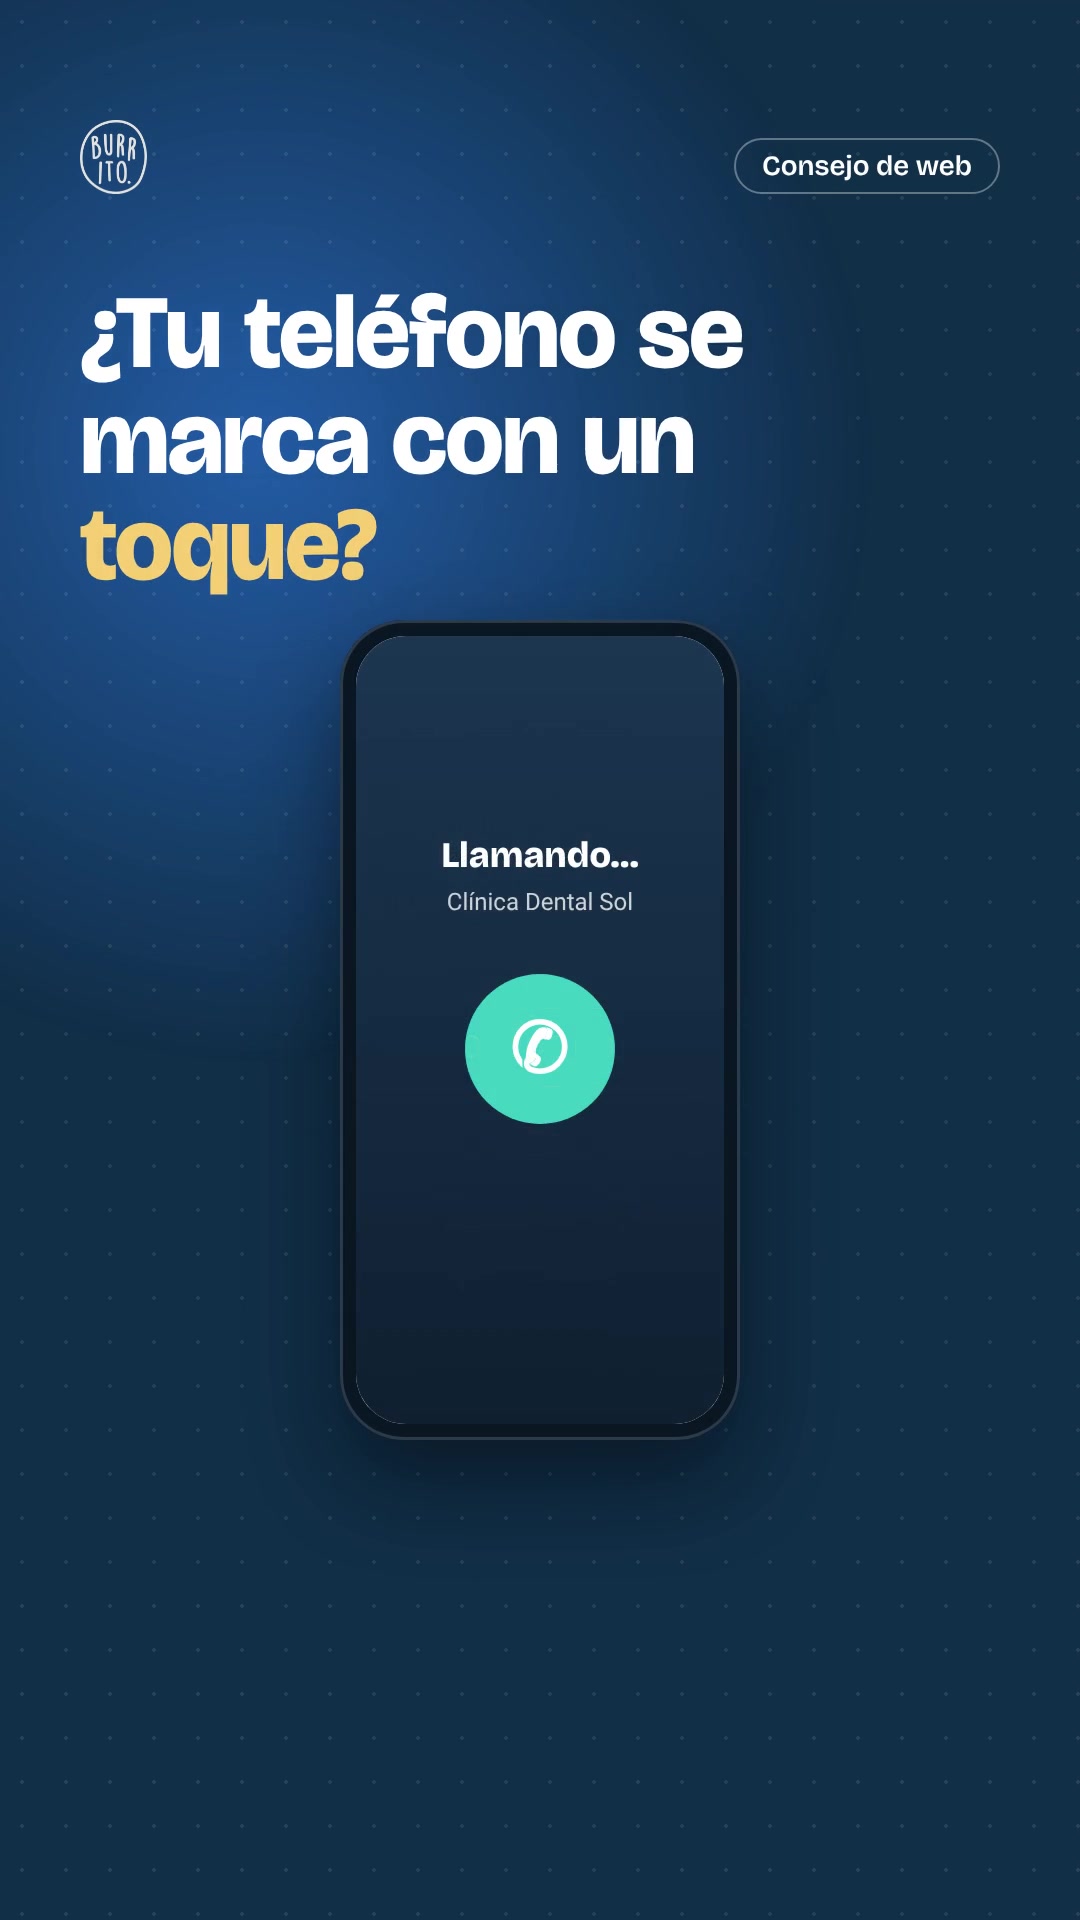 BURR
ITO.
Consejo de web
¿Tu teléfono se
marca con un
toque?
Llamando...
Clínica Dental Sol